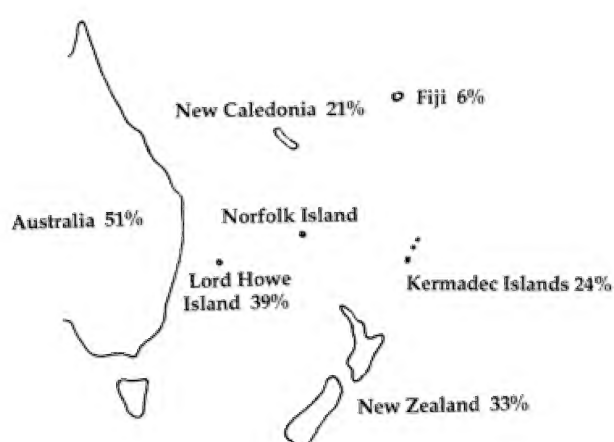 Fiji 6%
New Caledonia 21%
Australia 51%
Norfolk Island
Lord Howe
Island 39%
Kermadec Islands 24%
New Zealand 33%